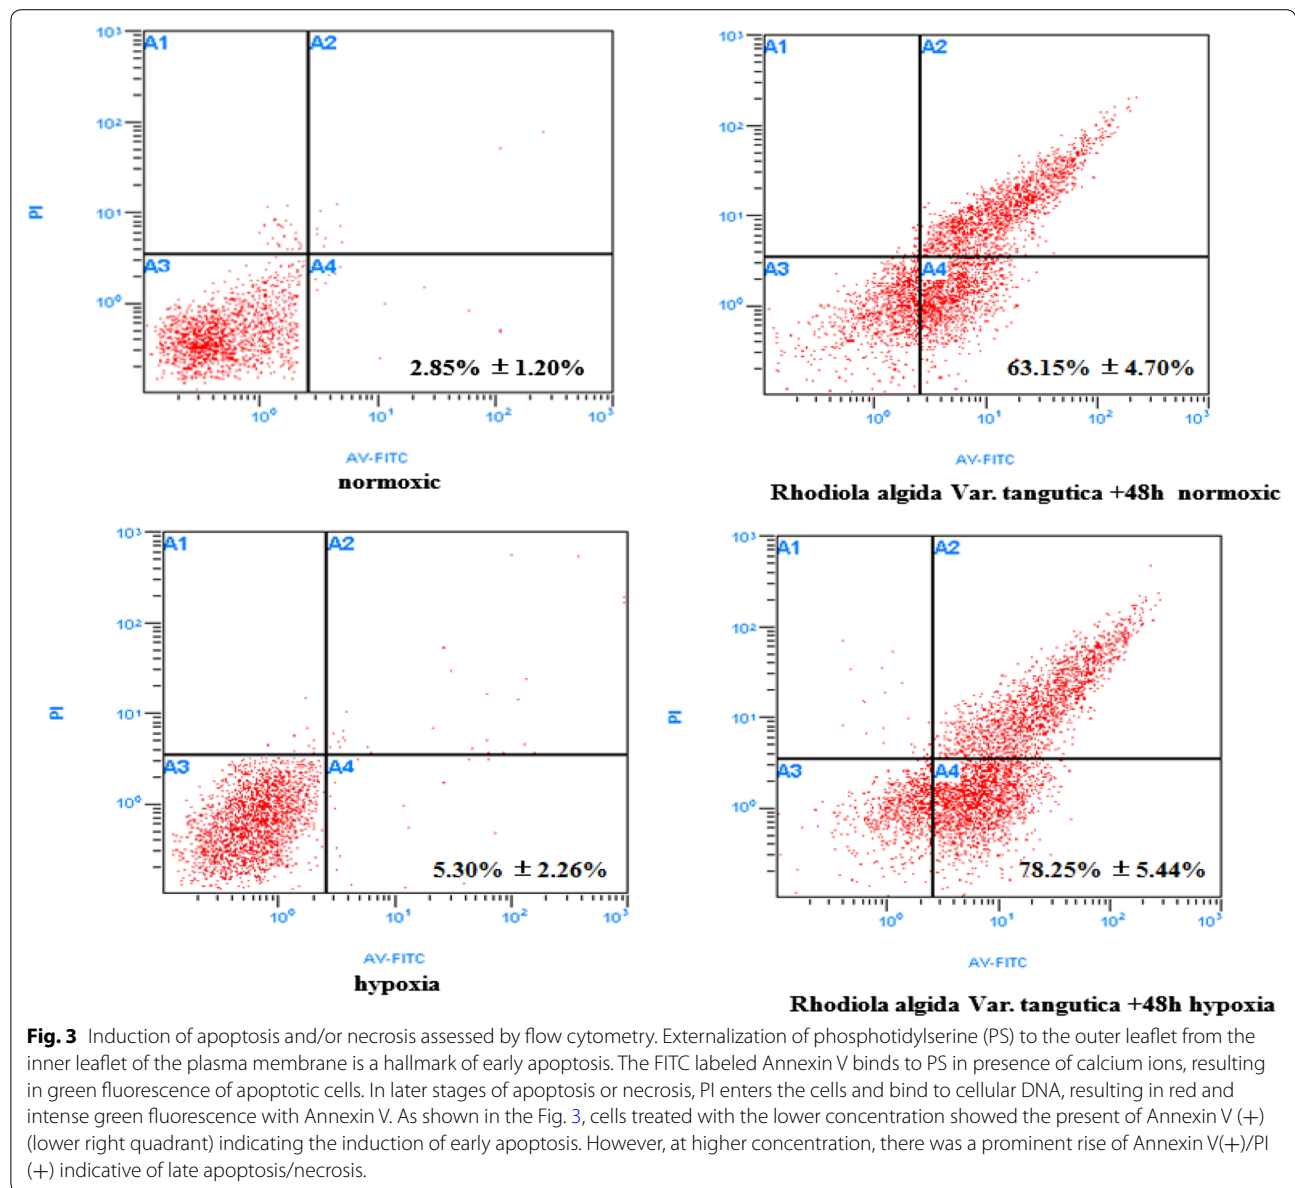 10³
A1
A2
10²
PI
10¹
A3
A4
10⁰
2.85% ± 1.20%
10⁰ 10¹ 10² 10³
AV-FITC
normoxic
10³
A1
A2
10²
10¹
A3
A4
10⁰
63.15% ± 4.70%
10⁰ 10¹ 10² 10³
AV-FITC
Rhodiola algida Var. tangutica +48h normoxic
10³
A1
A2
10²
PI
10¹
A3
A4
10⁰
5.30% ± 2.26%
10⁰ 10¹ 10² 10³
AV-FITC
hypoxia
10³
A1
A2
10²
PI
10¹
A3
A4
10⁰
78.25% ± 5.44%
10⁰ 10¹ 10² 10³
AV-FITC
Rhodiola algida Var. tangutica +48h hypoxia
Fig. 3 Induction of apoptosis and/or necrosis assessed by flow cytometry. Externalization of phosphotidylserine (PS) to the outer leaflet from the
inner leaflet of the plasma membrane is a hallmark of early apoptosis. The FITC labeled Annexin V binds to PS in presence of calcium ions, resulting
in green fluorescence of apoptotic cells. In later stages of apoptosis or necrosis, PI enters the cells and bind to cellular DNA, resulting in red and
intense green fluorescence with Annexin V. As shown in the Fig. 3, cells treated with the lower concentration showed the present of Annexin V (+)
(lower right quadrant) indicating the induction of early apoptosis. However, at higher concentration, there was a prominent rise of Annexin V(+)/PI
(+) indicative of late apoptosis/necrosis.